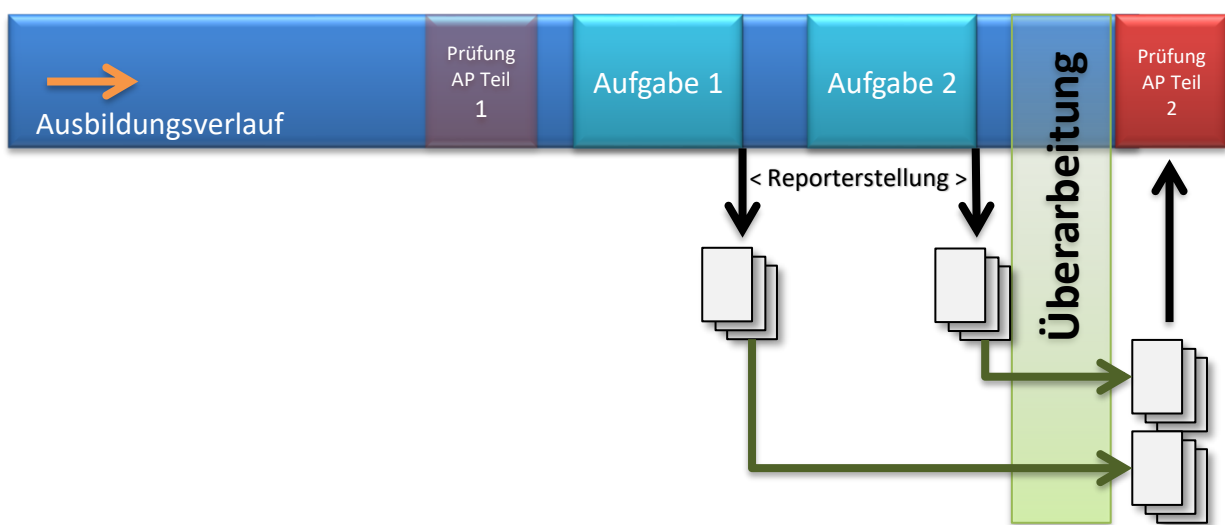 Ausbildungsverlauf
Prüfung
AP Teil
1
Aufgabe 1
Aufgabe 2
Überarbeitung
Prüfung
AP Teil
2
< Reporterstellung >